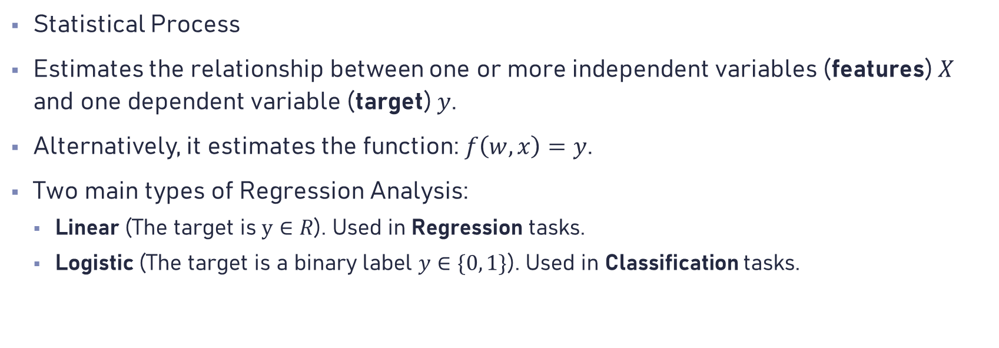 ▪ Statistical Process
▪ Estimates the relationship between one or more independent variables (features) X
and one dependent variable (target) y.
▪ Alternatively, it estimates the function: f(w, x) = y.
▪ Two main types of Regression Analysis:
▪ Linear (The target is y ∈ R). Used in Regression tasks.
▪ Logistic (The target is a binary label y ∈ {0, 1}). Used in Classification tasks.